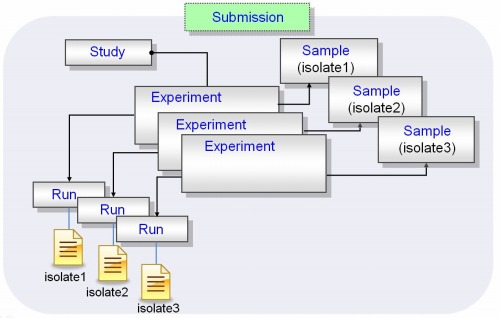 Submission
Study
Sample
(isolate1)
Sample
(isolate2)
Sample
(isolate3)
Experiment
Experiment
Experiment
Run
Run
Run
isolate1
isolate2
isolate3